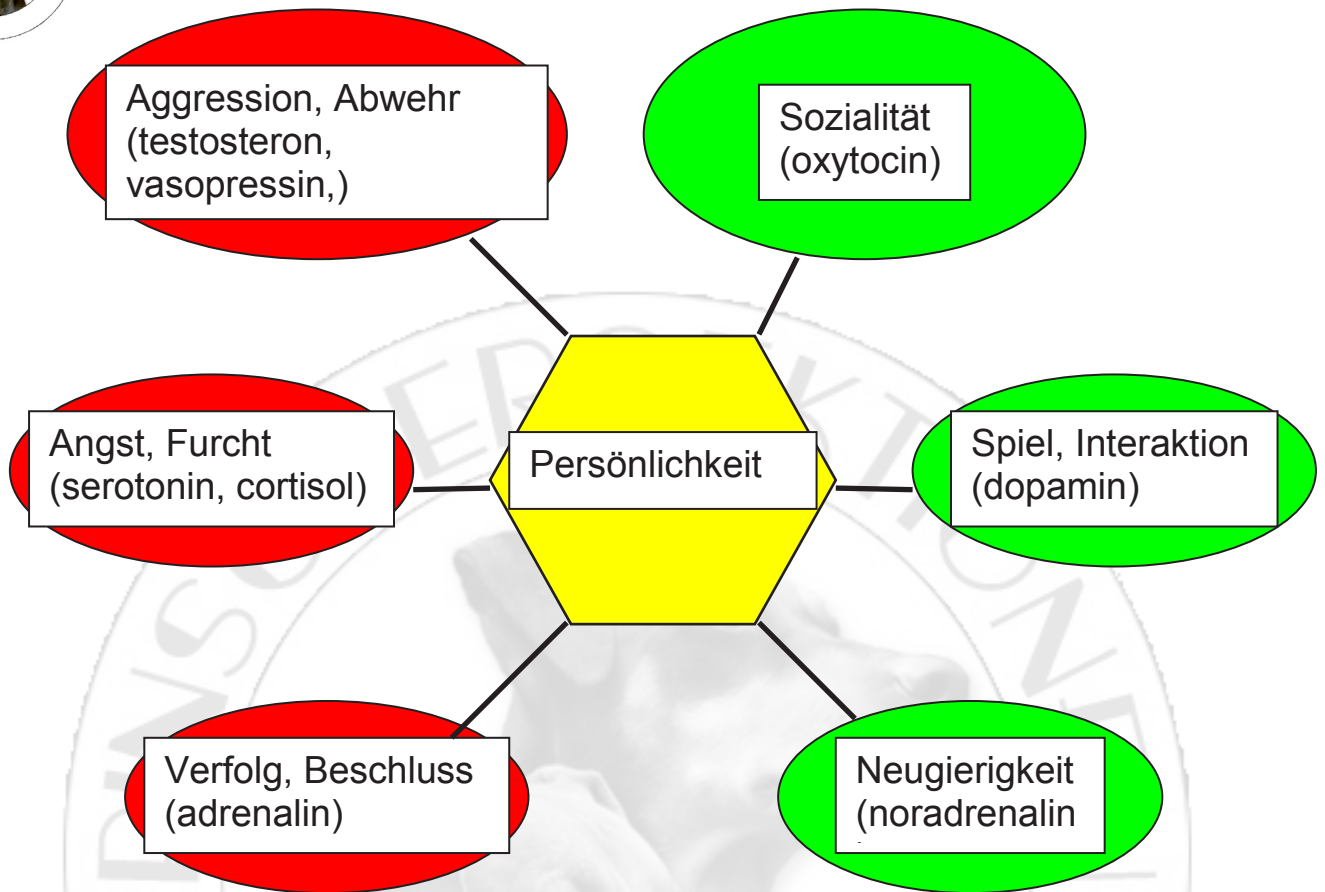 Aggression, Abwehr
(testosteron,
vasopressin,)
Sozialität
(oxytocin)
Angst, Furcht
(serotonin, cortisol)
Persönlichkeit
Spiel, Interaktion
(dopamin)
Verfolg, Beschluss
(adrenalin)
Neugierigkeit
(noradrenalin